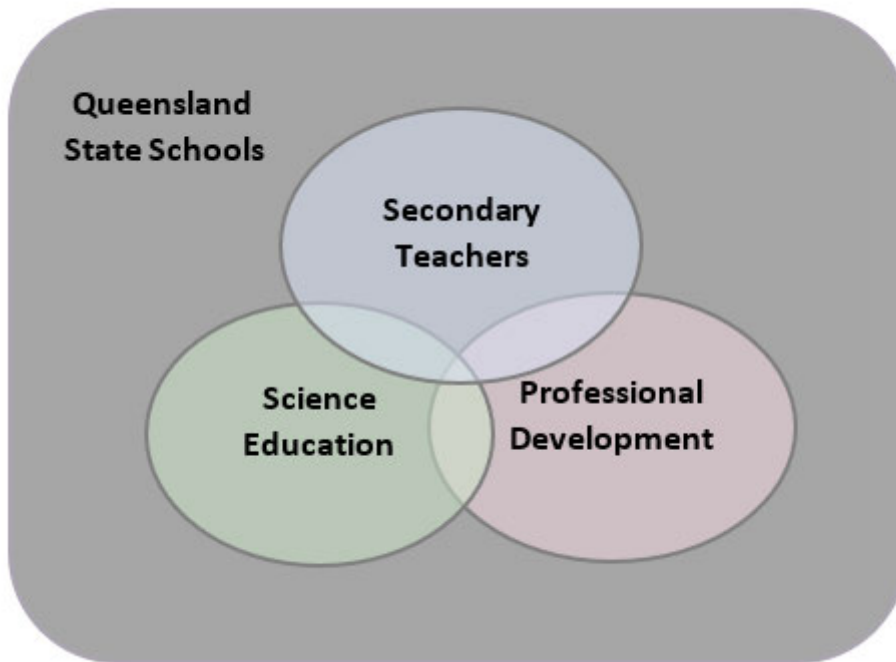 Queensland
State Schools
Secondary
Teachers
Science
Education
Professional
Development